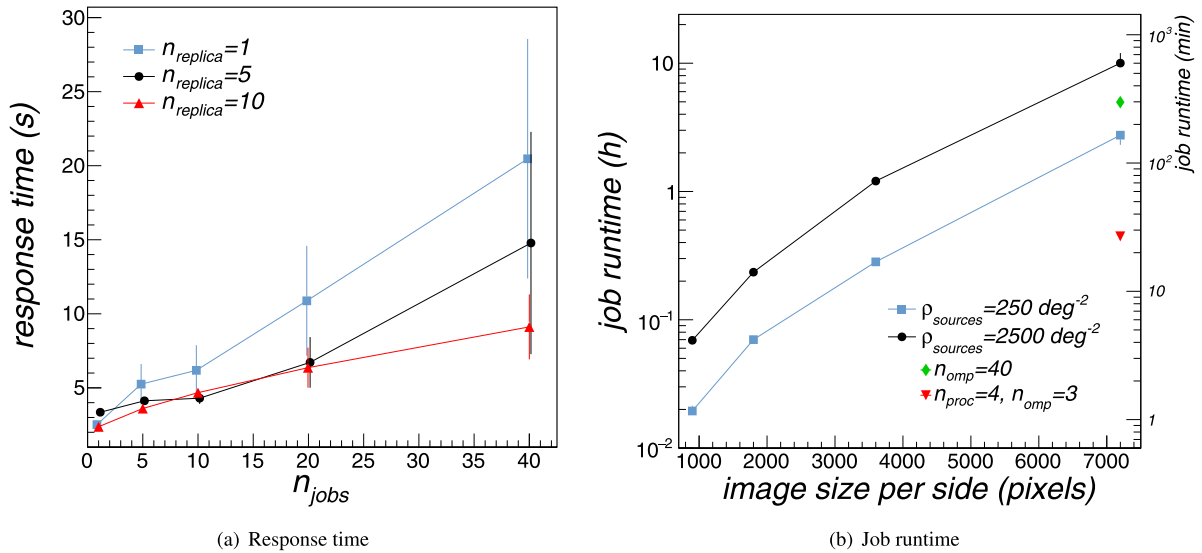 30
25
20
15
10
5
response time (s)
n_replica=1
n_replica=5
n_replica=10
0 5 10 15 20 25 30 35 40
n_jobs
(a) Response time
10
1
10^-1
10^-2
job runtime (h)
10^3
10^2
10
1
job runtime (min)
ρ_sources=250 deg^-2
ρ_sources=2500 deg^-2
n_omp=40
n_proc=4, n_omp=3
1000 2000 3000 4000 5000 6000 7000
image size per side (pixels)
(b) Job runtime